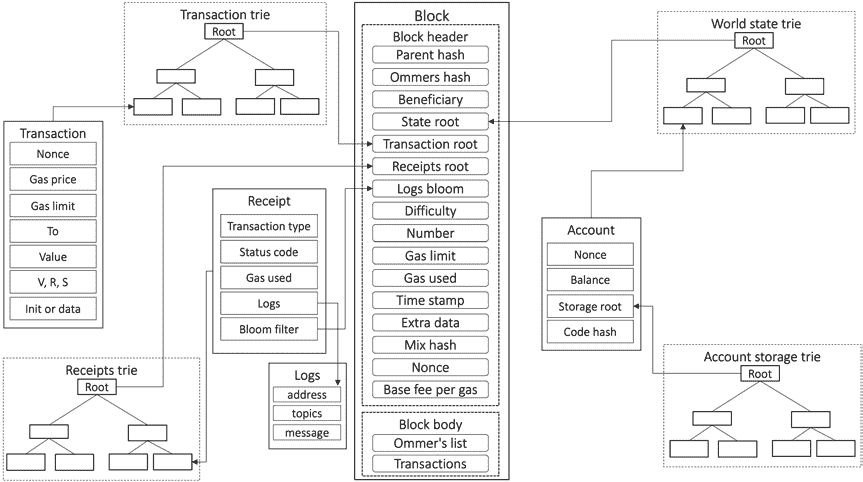 Transaction trie
Root
Transaction
Nonce
Gas price
Gas limit
To
Value
V, R, S
Init or data
Receipts trie
Root
Receipt
Transaction type
Status code
Gas used
Logs
Bloom filter
Logs
address
topics
message
Block
Block header
Parent hash
Ommers hash
Beneficiary
State root
Transaction root
Receipts root
Logs bloom
Difficulty
Number
Gas limit
Gas used
Time stamp
Extra data
Mix hash
Nonce
Base fee per gas
Block body
Ommer's list
Transactions
World state trie
Root
Account
Nonce
Balance
Storage root
Code hash
Account storage trie
Root